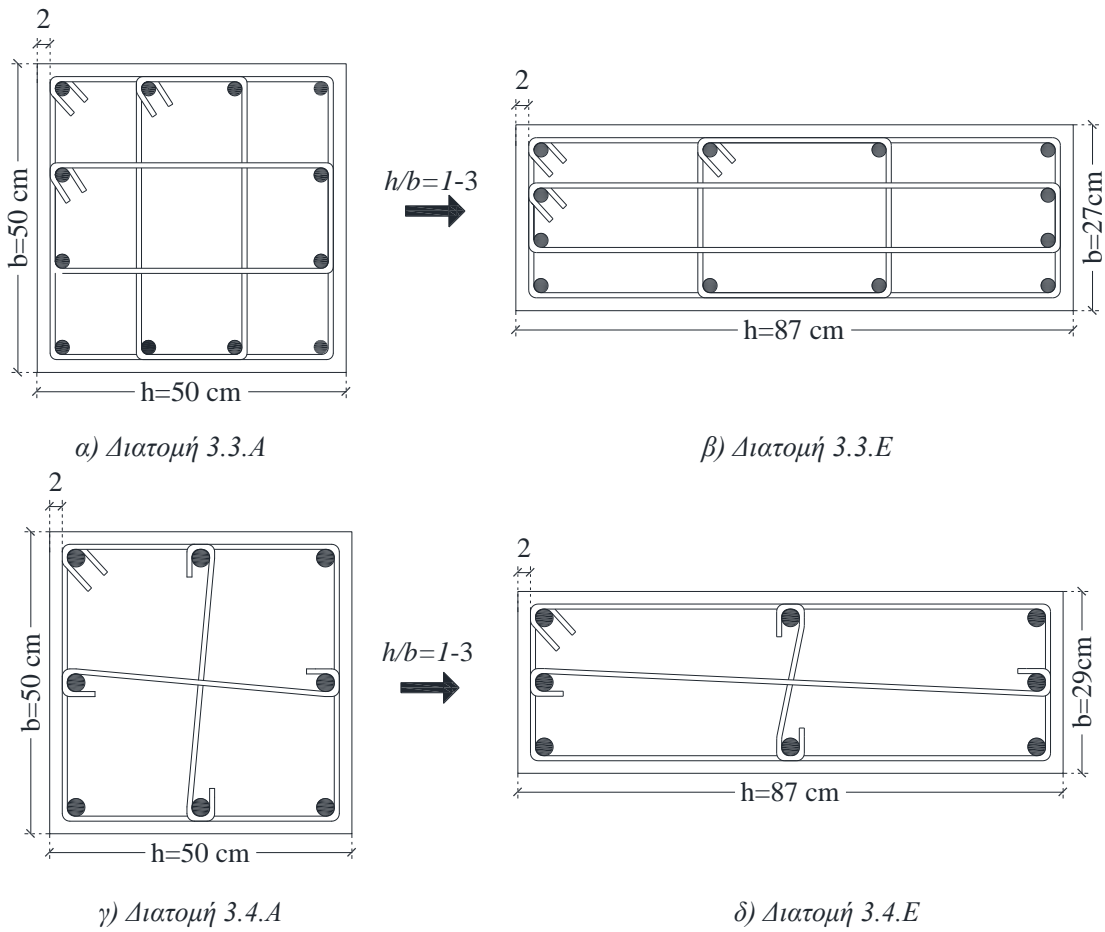 2
b=50 cm
h=50 cm
h/b=1-3
2
b=27cm
h=87 cm
α) Διατομή 3.3.Α
β) Διατομή 3.3.Ε
2
b=50 cm
h=50 cm
h/b=1-3
2
b=29cm
h=87 cm
γ) Διατομή 3.4.Α
δ) Διατομή 3.4.Ε